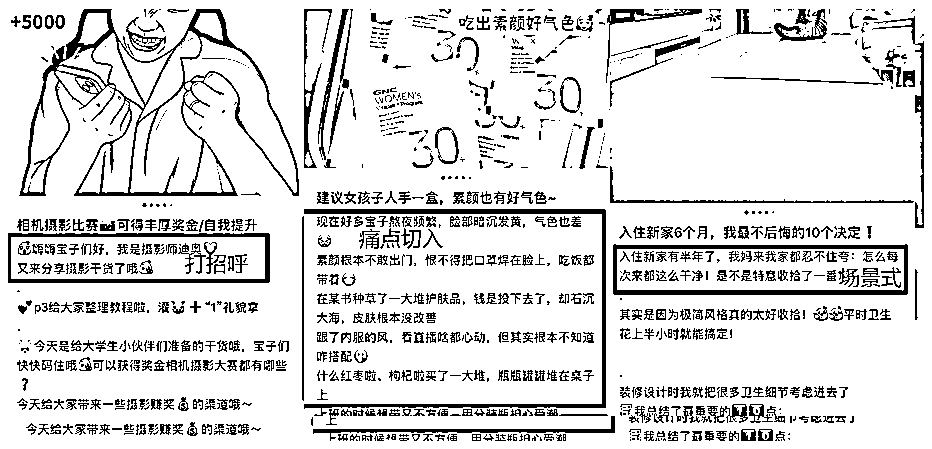 +5000
相机摄影比赛📷可得丰厚奖金/自我提升
嗨嗨宝子们好，我是摄影师迪奥
又来分享摄影干货了哦
打招呼
p3给大家整理教程啦，滴 + “1”礼貌拿
今天是给大学生小伙伴们准备的干货哦，宝子们
快快码住哦 可以获得奖金相机摄影大赛都有哪些
？
今天给大家带来一些摄影赚奖💰的渠道哦～
今天给大家带来一些摄影赚奖💰的渠道哦～
吃出素颜好气色
GNC
WOMEN's
30
30
30
30
建议女孩子人手一盒，素颜也有好气色~
现在好多宝子熬夜频繁，脸部暗沉发黄，气色也差
痛点切入
素颜根本不敢出门，恨不得把口罩焊在脸上，吃饭都
带着
在某书种草了一大堆护肤品，钱是投下去了，却石沉
大海，皮肤根本没改善
跟了内服的风，看直播啥都心动，但其实根本不知道
咋搭配
什么红枣啦、枸杞啦买了一大堆，瓶瓶罐罐堆在桌子
上
上班的时候想带又不方便，用分装瓶担心受潮
上
上班的时候想带又不方便，用分装瓶担心受潮
入住新家6个月，我最不后悔的10个决定！
入住新家有半年了，我妈来我家都忍不住夸：怎么每
次来都这么干净！是不是特意收拾了一番
场景式
其实是因为极简风格真的太好收拾！平时卫生
花上半小时就能搞定！
装修设计时我就把很多卫生细节考虑进去了
我总结了最重要的10点：
装修设计时我就把很多卫生细节考虑进去了
我总结了最重要的10点：